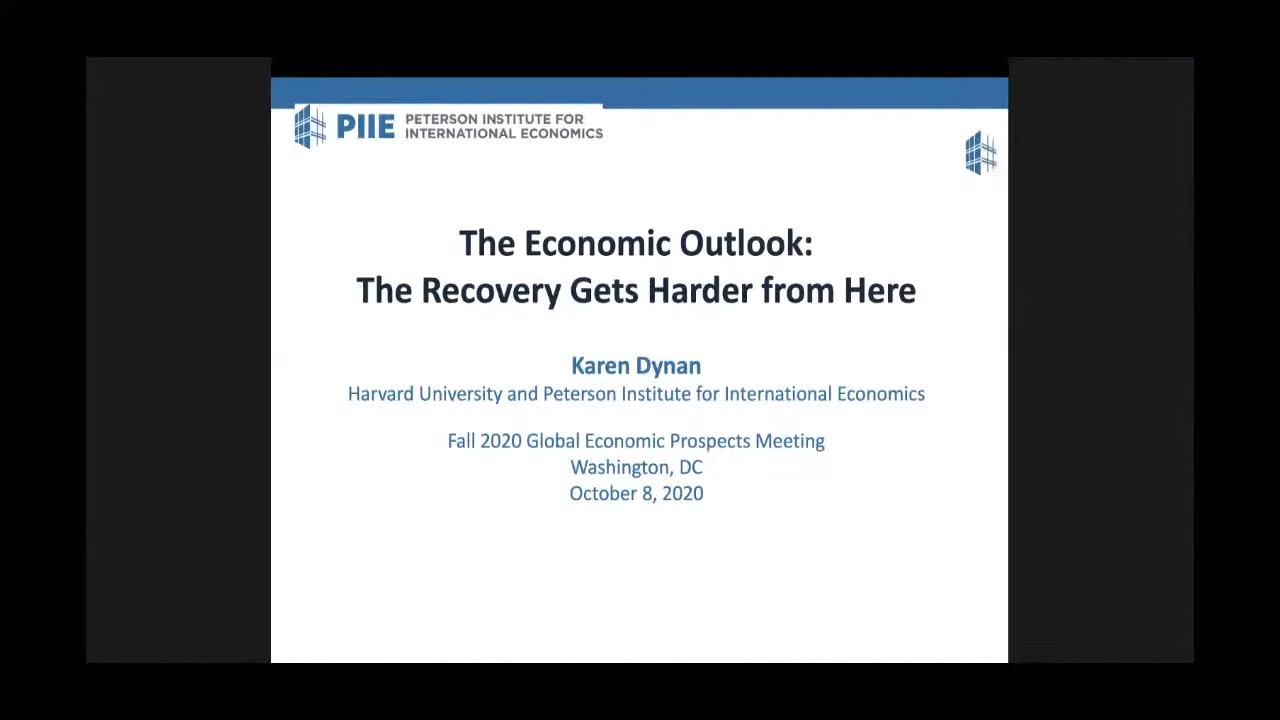 PIIE
PETERSON INSTITUTE FOR
INTERNATIONAL ECONOMICS
The Economic Outlook:
The Recovery Gets Harder from Here
Karen Dynan
Harvard University and Peterson Institute for International Economics
Fall 2020 Global Economic Prospects Meeting
Washington, DC
October 8, 2020